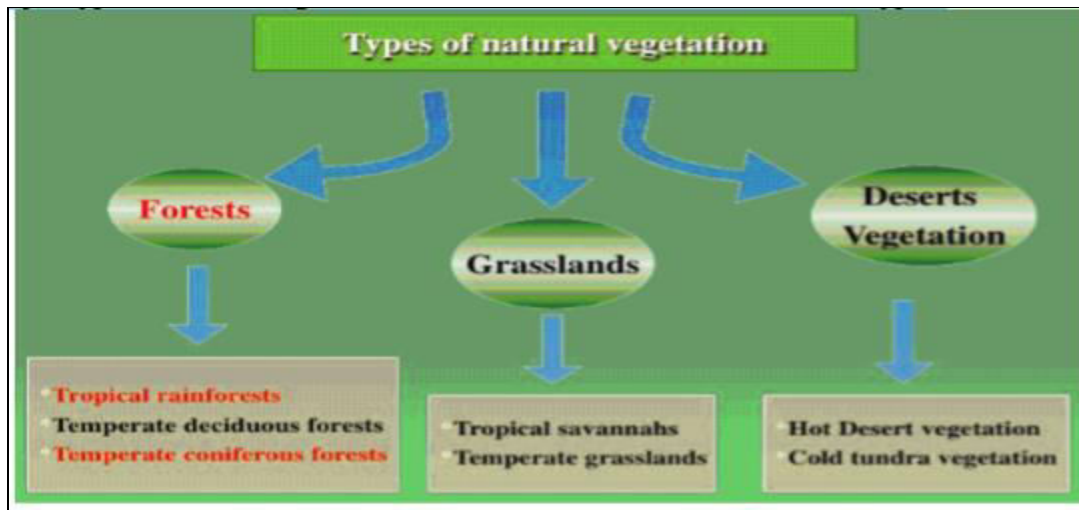 Types of natural vegetation
Forests
Grasslands
Deserts
Vegetation
Tropical rainforests
Temperate deciduous forests
Temperate coniferous forests
Tropical savannahs
Temperate grasslands
Hot Desert vegetation
Cold tundra vegetation